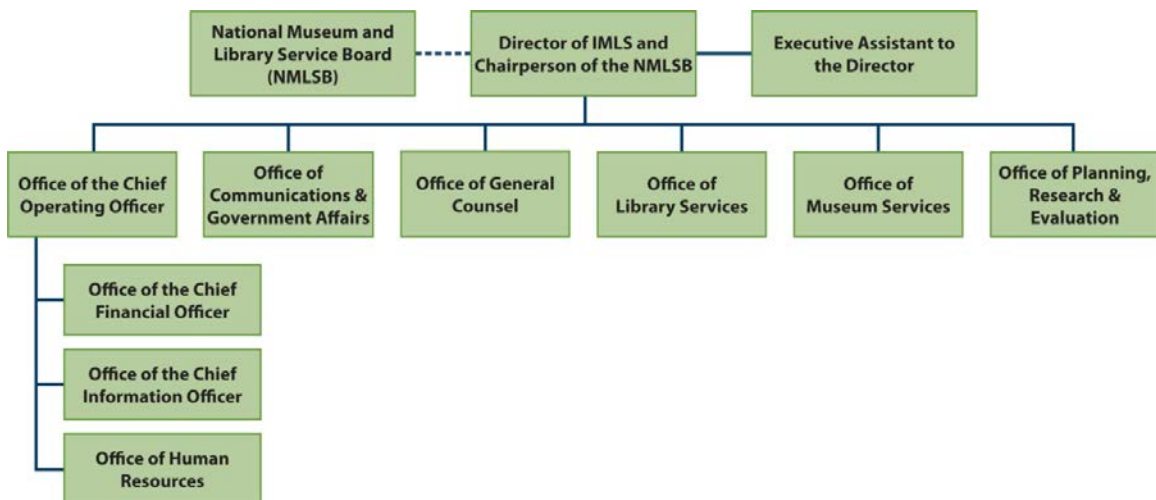 National Museum and
Library Service Board
(NMLSB)
Director of IMLS and
Chairperson of the NMLSB
Executive Assistant to
the Director
Office of the Chief
Operating Officer
Office of
Communications &
Government Affairs
Office of General
Counsel
Office of
Library Services
Office of
Museum Services
Office of Planning,
Research &
Evaluation
Office of the Chief
Financial Officer
Office of the Chief
Information Officer
Office of Human
Resources